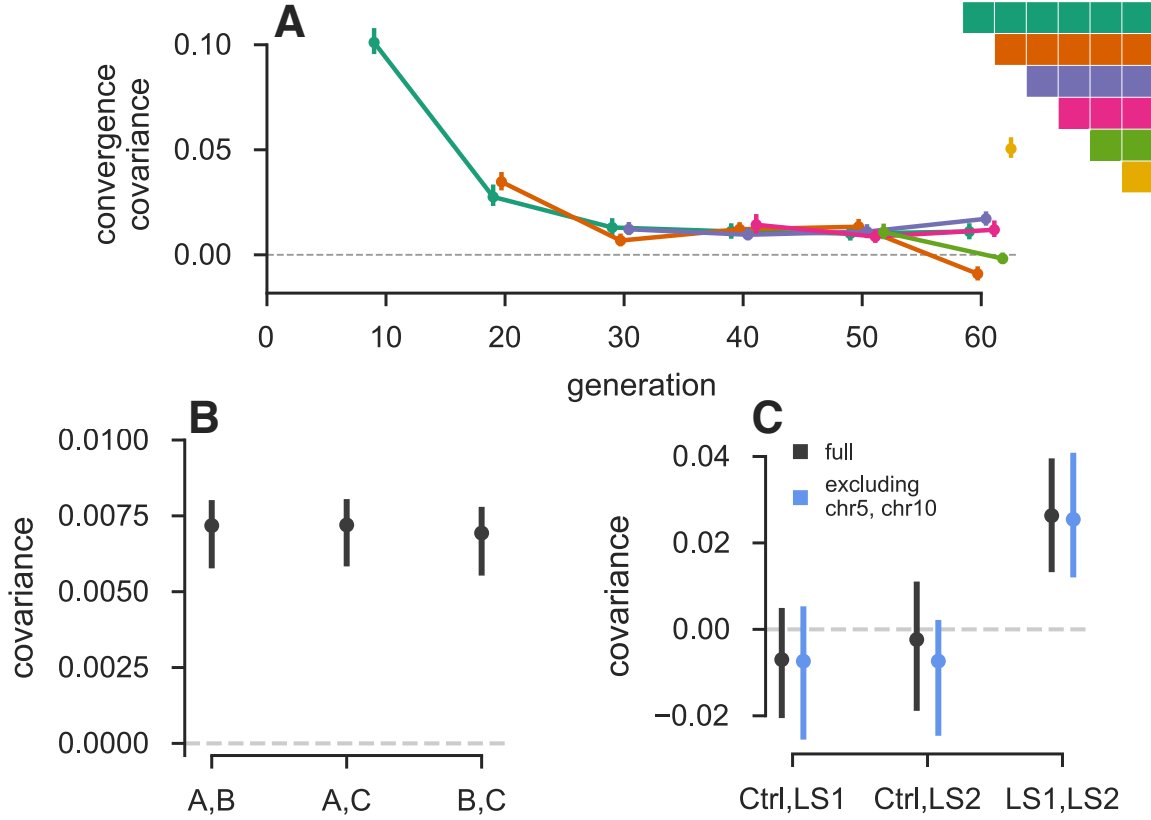 A
convergence
covariance
0.10
0.05
0.00
0 10 20 30 40 50 60
generation
B
covariance
0.0100
0.0075
0.0050
0.0025
0.0000
A,B A,C B,C
C
full
excluding
chr5, chr10
covariance
0.04
0.02
0.00
−0.02
Ctrl,LS1 Ctrl,LS2 LS1,LS2